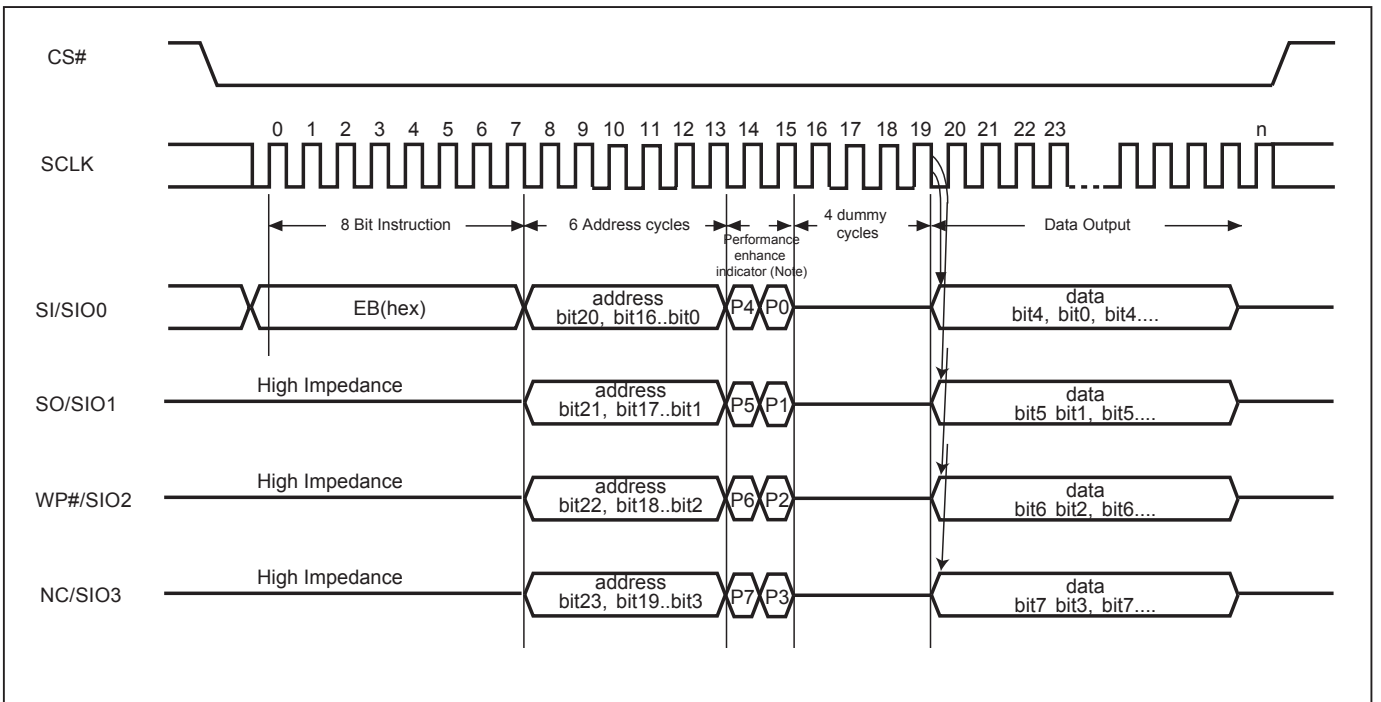 CS#
0 1 2 3 4 5 6 7 8 9 10 11 12 13 14 15 16 17 18 19 20 21 22 23 n
SCLK
8 Bit Instruction
6 Address cycles
Performance
enhance
indicator (Note)
4 dummy
cycles
Data Output
SI/SIO0
EB(hex)
address
bit20, bit16..bit0
P4 P0
data
bit4, bit0, bit4....
SO/SIO1
High Impedance
address
bit21, bit17..bit1
P5 P1
data
bit5 bit1, bit5....
WP#/SIO2
High Impedance
address
bit22, bit18..bit2
P6 P2
data
bit6 bit2, bit6....
NC/SIO3
High Impedance
address
bit23, bit19..bit3
P7 P3
data
bit7 bit3, bit7....